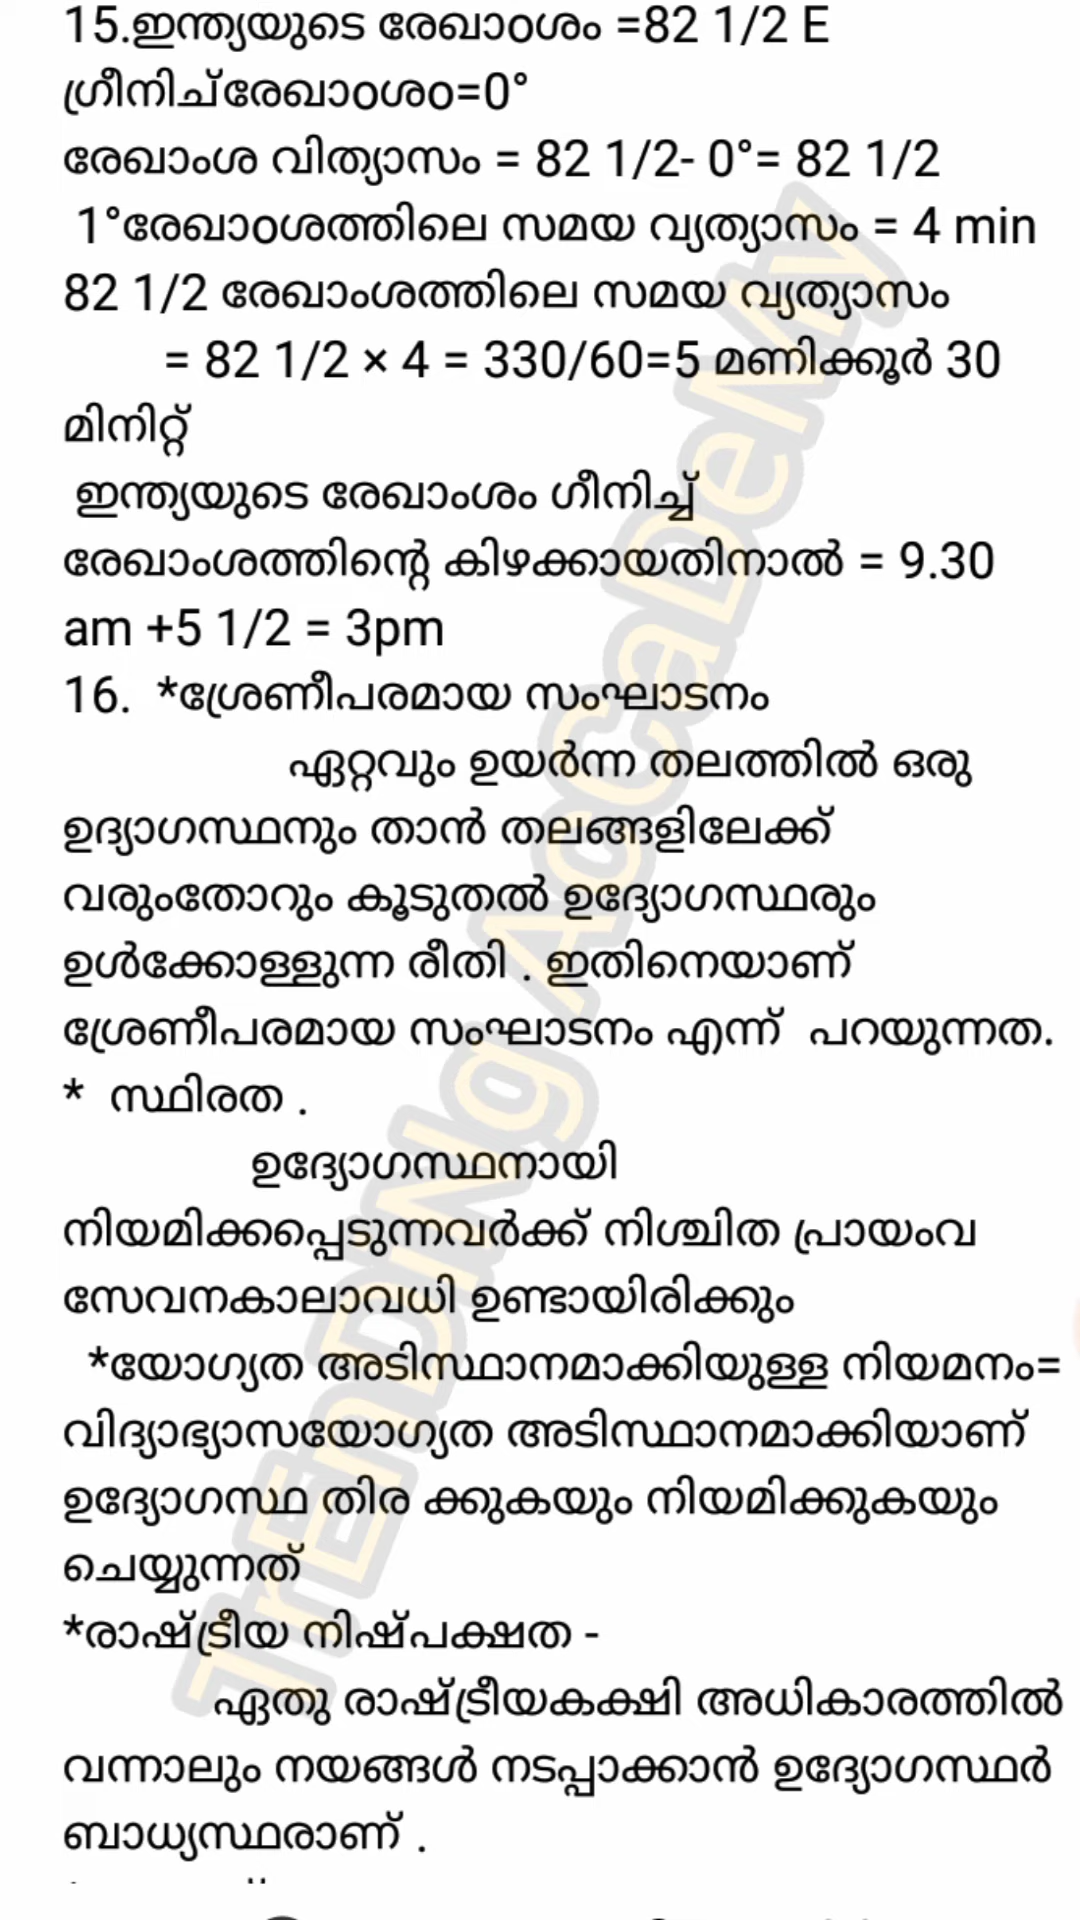 15.ഇന്ത്യയുടെ രേഖാoശം =82 1/2 E
ഗ്രീനിച്രേഖാoശo=0°
രേഖാംശ വിത്യാസം = 82 1/2- 0°= 82 1/2
1°രേഖാoശത്തിലെ സമയ വ്യത്യാസം = 4 min
82 1/2 രേഖാംശത്തിലെ സമയ വ്യത്യാസം
= 82 1/2 × 4 = 330/60=5 മണിക്കൂർ 30
മിനിറ്റ്
ഇന്ത്യയുടെ രേഖാംശം ഗീനിച്ച്
രേഖാംശത്തിന്റെ കിഴക്കായതിനാൽ = 9.30
am +5 1/2 = 3pm
16. *ശ്രേണീപരമായ സംഘാടനം
ഏറ്റവും ഉയർന്ന തലത്തിൽ ഒരു
ഉദ്യാഗസ്ഥനും താൻ തലങ്ങളിലേക്ക്
വരുംതോറും കൂടുതൽ ഉദ്യോഗസ്ഥരും
ഉൾക്കോള്ളുന്ന രീതി . ഇതിനെയാണ്
ശ്രേണീപരമായ സംഘാടനം എന്ന് പറയുന്നത.
* സ്ഥിരത .
ഉദ്യോഗസ്ഥനായി
നിയമിക്കപ്പെടുന്നവർക്ക് നിശ്ചിത പ്രായംവ
സേവനകാലാവധി ഉണ്ടായിരിക്കും
*യോഗ്യത അടിസ്ഥാനമാക്കിയുള്ള നിയമനം=
വിദ്യാഭ്യാസയോഗ്യത അടിസ്ഥാനമാക്കിയാണ്
ഉദ്യോഗസ്ഥ തിര ക്കുകയും നിയമിക്കുകയും
ചെയ്യുന്നത്
*രാഷ്ട്രീയ നിഷ്പക്ഷത -
ഏതു രാഷ്ട്രീയകക്ഷി അധികാരത്തിൽ
വന്നാലും നയങ്ങൾ നടപ്പാക്കാൻ ഉദ്യോഗസ്ഥർ
ബാധ്യസ്ഥരാണ് .
TrEnDiNg AcCaDeMy